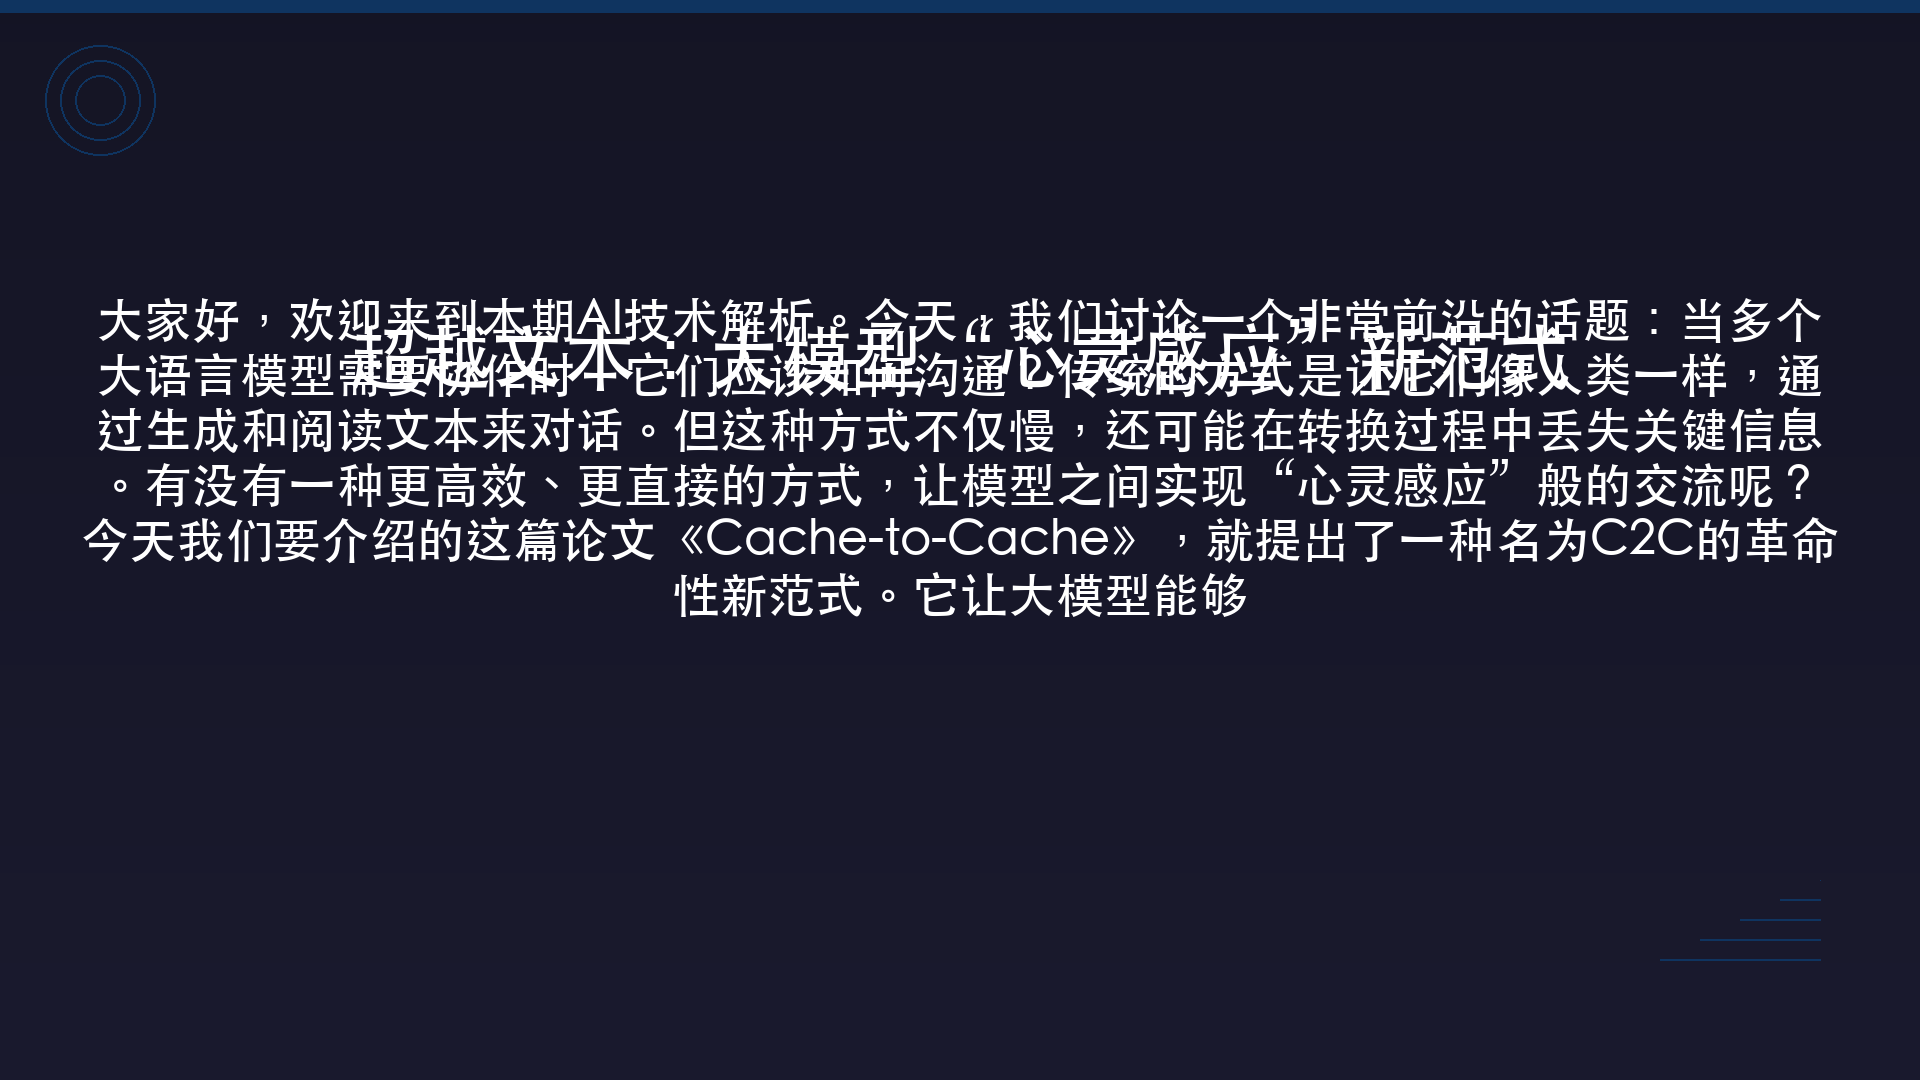 大家好，欢迎来到本期AI技术解析。今天，我们讨论一个非常前沿的话题：当多个
超越文本：大模型“心灵感应”新范式
大语言模型需要协作时，它们应该如何沟通？传统的方式是让它们像人类一样，通
过生成和阅读文本来对话。但这种方式不仅慢，还可能在转换过程中丢失关键信息
。有没有一种更高效、更直接的方式，让模型之间实现“心灵感应”般的交流呢？
今天我们要介绍的这篇论文《Cache-to-Cache》，就提出了一种名为C2C的革命
性新范式。它让大模型能够